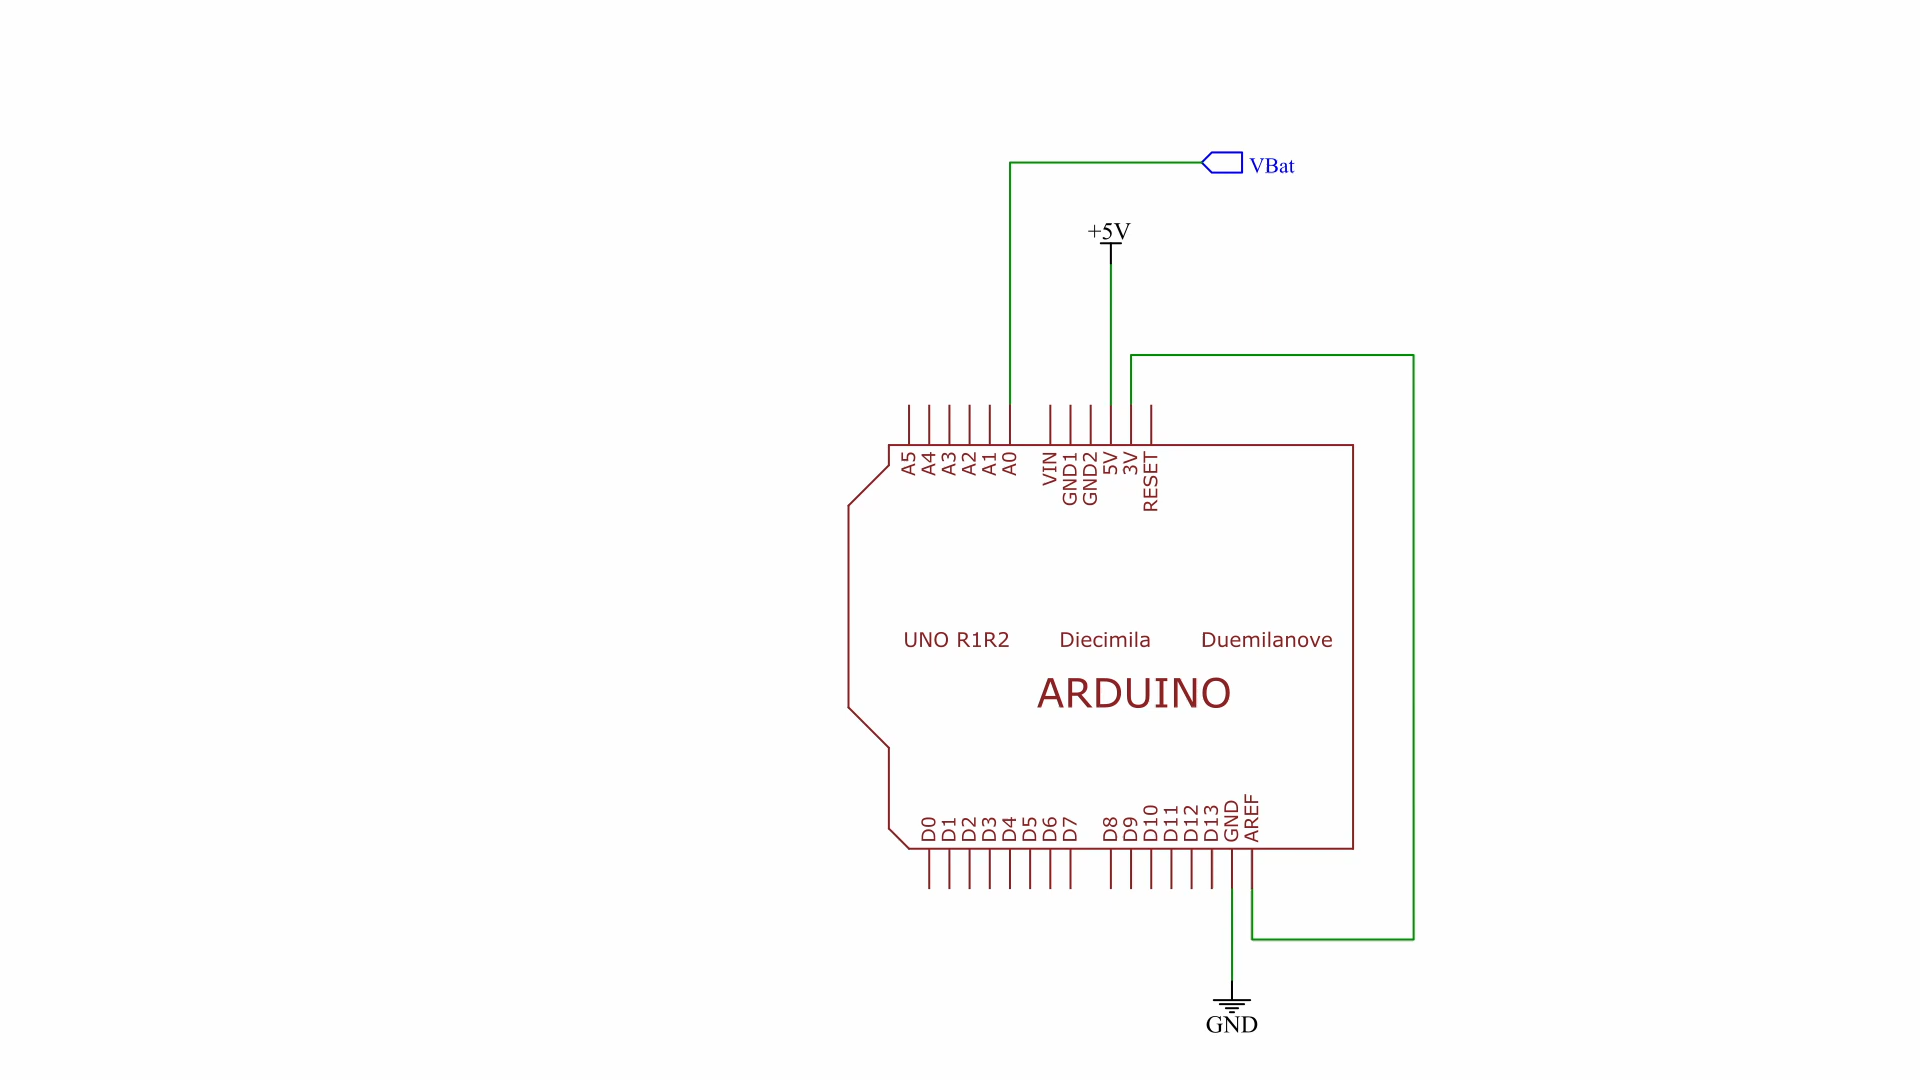 VBat
+5V
A5 A4 A3 A2 A1 A0 VIN GND1 GND2 5V 3V RESET
UNO R1R2 Diecimila Duemilanove
ARDUINO
D0 D1 D2 D3 D4 D5 D6 D7 D8 D9 D10 D11 D12 D13 GND AREF
GND